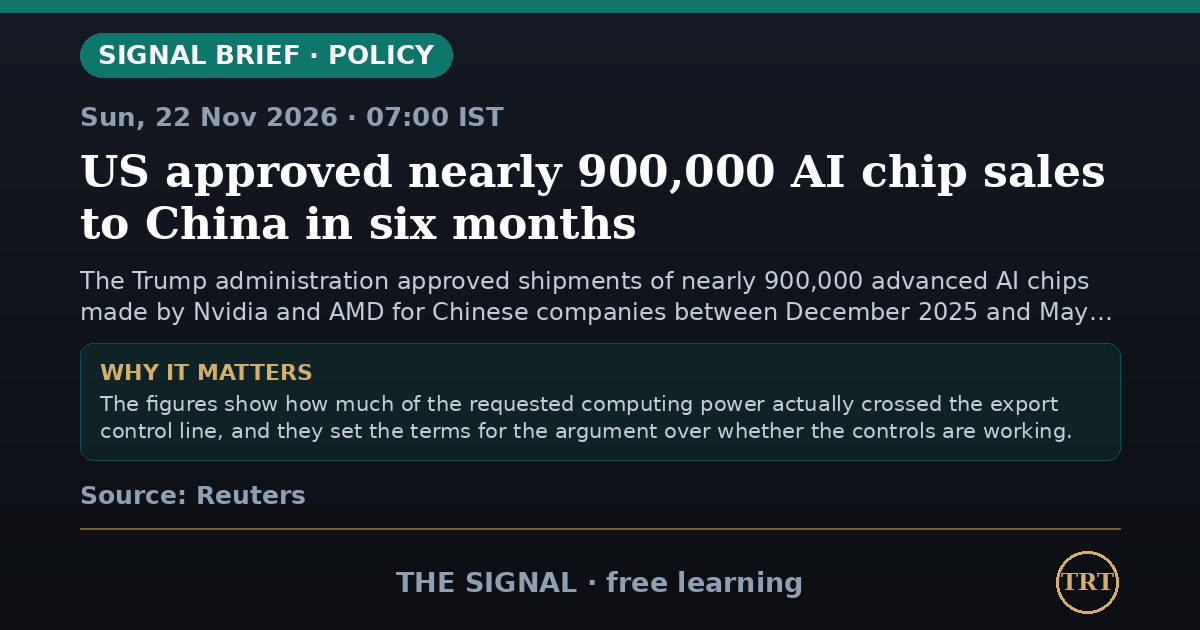 SIGNAL BRIEF · POLICY
Sun, 22 Nov 2026 · 07:00 IST
US approved nearly 900,000 AI chip sales
to China in six months
The Trump administration approved shipments of nearly 900,000 advanced AI chips
made by Nvidia and AMD for Chinese companies between December 2025 and May…
WHY IT MATTERS
The figures show how much of the requested computing power actually crossed the export
control line, and they set the terms for the argument over whether the controls are working.
Source: Reuters
THE SIGNAL · free learning
TRT